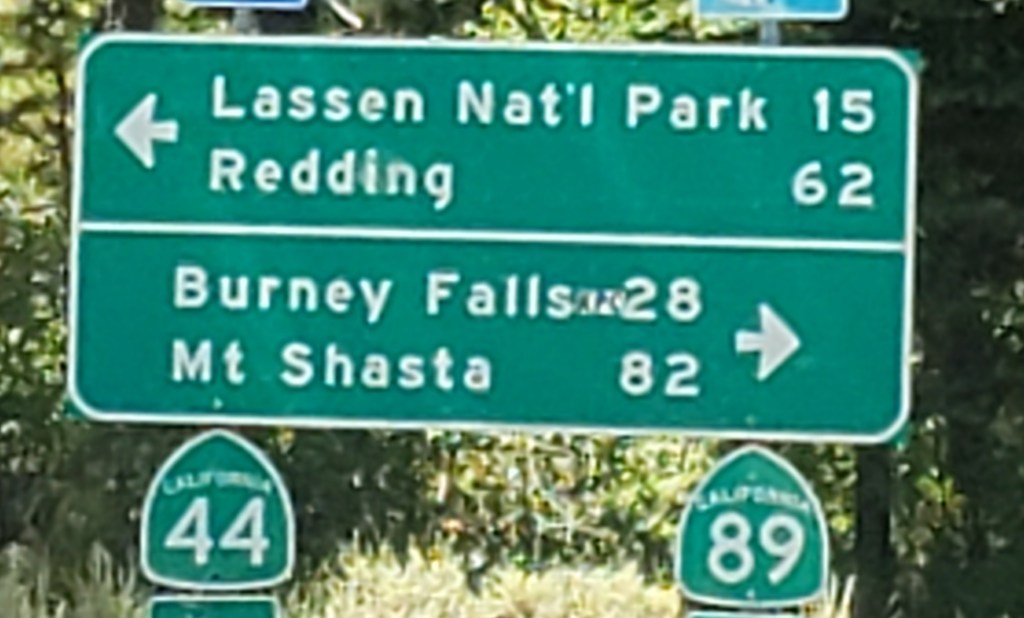 Lassen Nat'l Park 15
Redding 62
Burney Falls 28
Mt Shasta 82
CALIFORNIA
44
CALIFORNIA
89